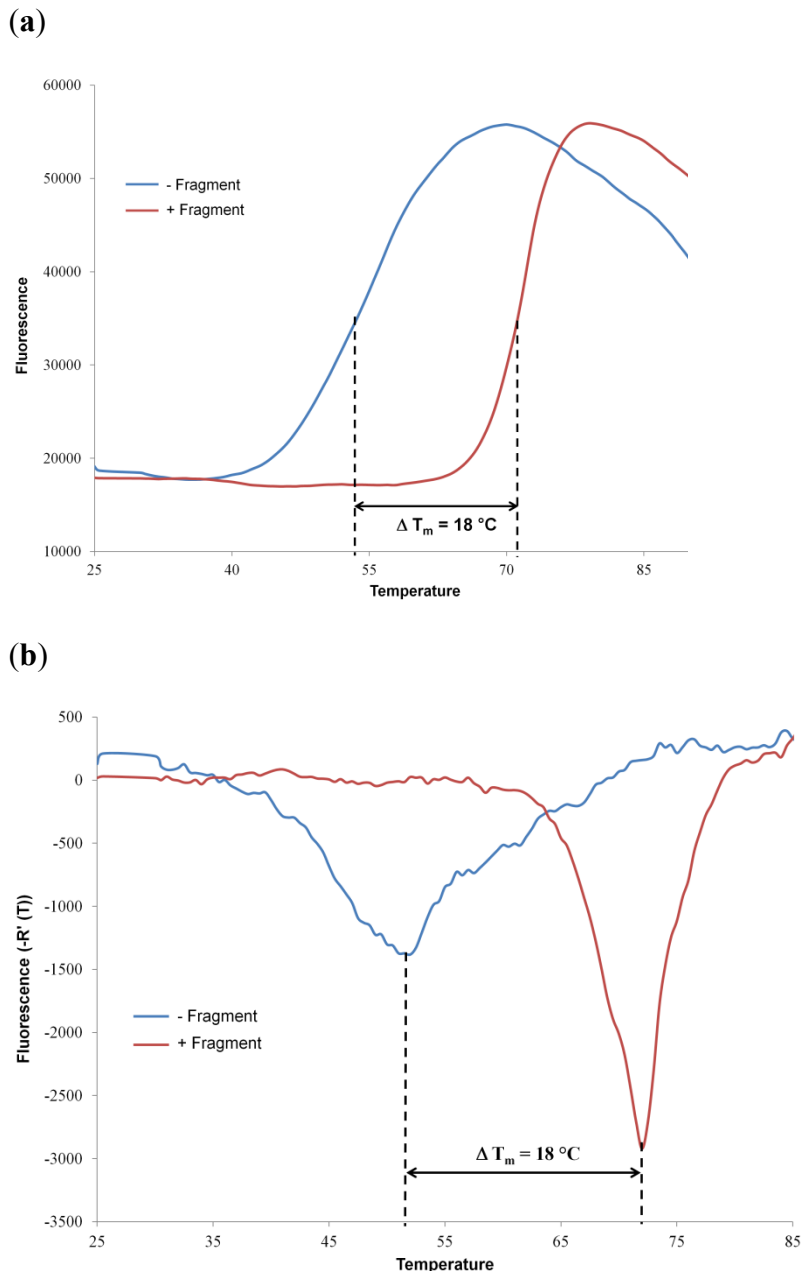 (a)
60000
50000
40000
30000
20000
10000
Fluorescence
- Fragment
+ Fragment
Δ Tm = 18 °C
25 40 55 70 85
Temperature
(b)
500
0
-500
-1000
-1500
-2000
-2500
-3000
-3500
Fluorescence (-R' (T))
- Fragment
+ Fragment
Δ Tm = 18 °C
25 35 45 55 65 75 85
Temperature